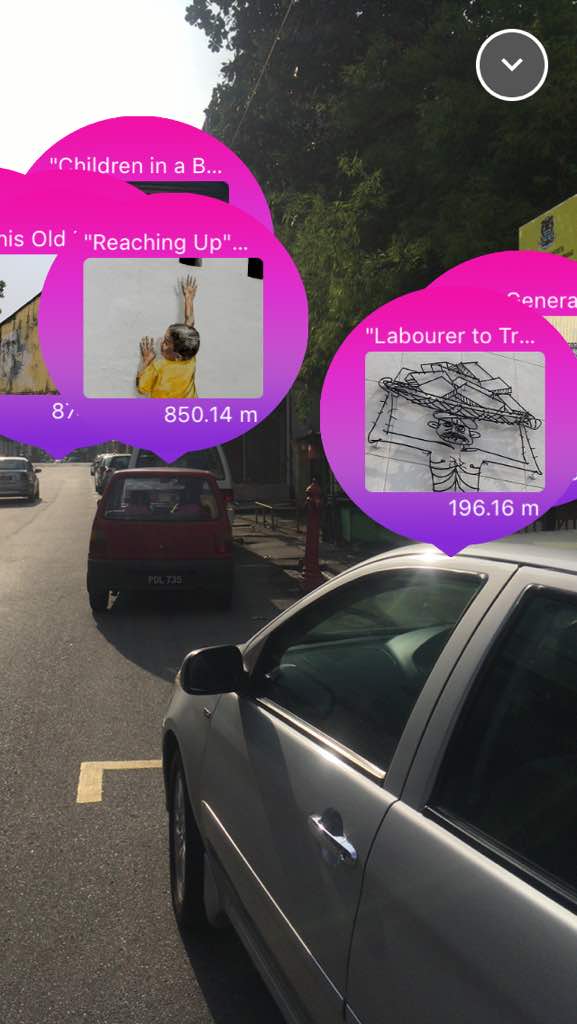 "Children in a B...
his Old
"Reaching Up"...
87
850.14 m
Genera
"Labourer to Tr...
196.16 m
PDL 735